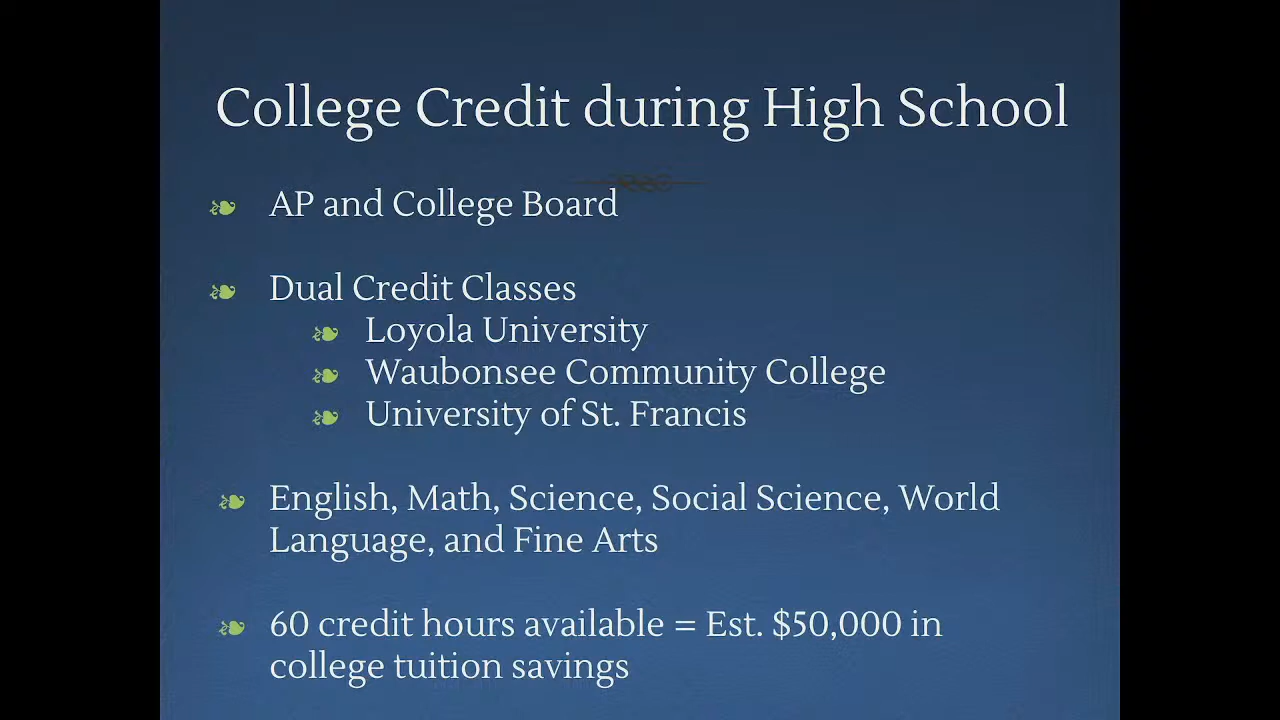 College Credit during High School
AP and College Board
Dual Credit Classes
Loyola University
Waubonsee Community College
University of St. Francis
English, Math, Science, Social Science, World
Language, and Fine Arts
60 credit hours available = Est. $50,000 in
college tuition savings